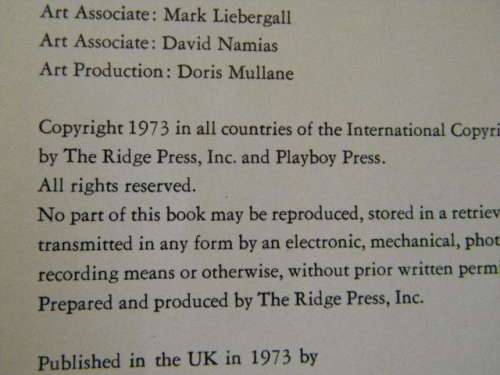 Art Associate: Mark Liebergall
Art Associate: David Namias
Art Production: Doris Mullane
Copyright 1973 in all countries of the International Copyri
by The Ridge Press, Inc. and Playboy Press.
All rights reserved.
No part of this book may be reproduced, stored in a retriev
transmitted in any form by an electronic, mechanical, phot
recording means or otherwise, without prior written permi
Prepared and produced by The Ridge Press, Inc.
Published in the UK in 1973 by